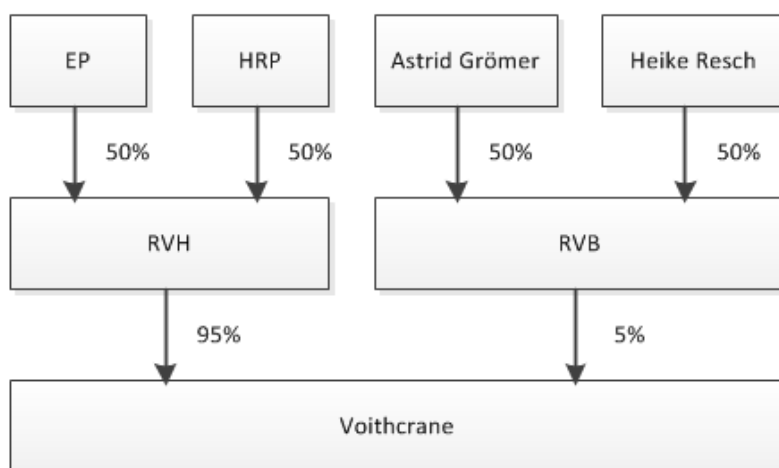 EP
HRP
Astrid Grömer
Heike Resch
50%
50%
50%
50%
RVH
RVB
95%
5%
Voithcrane